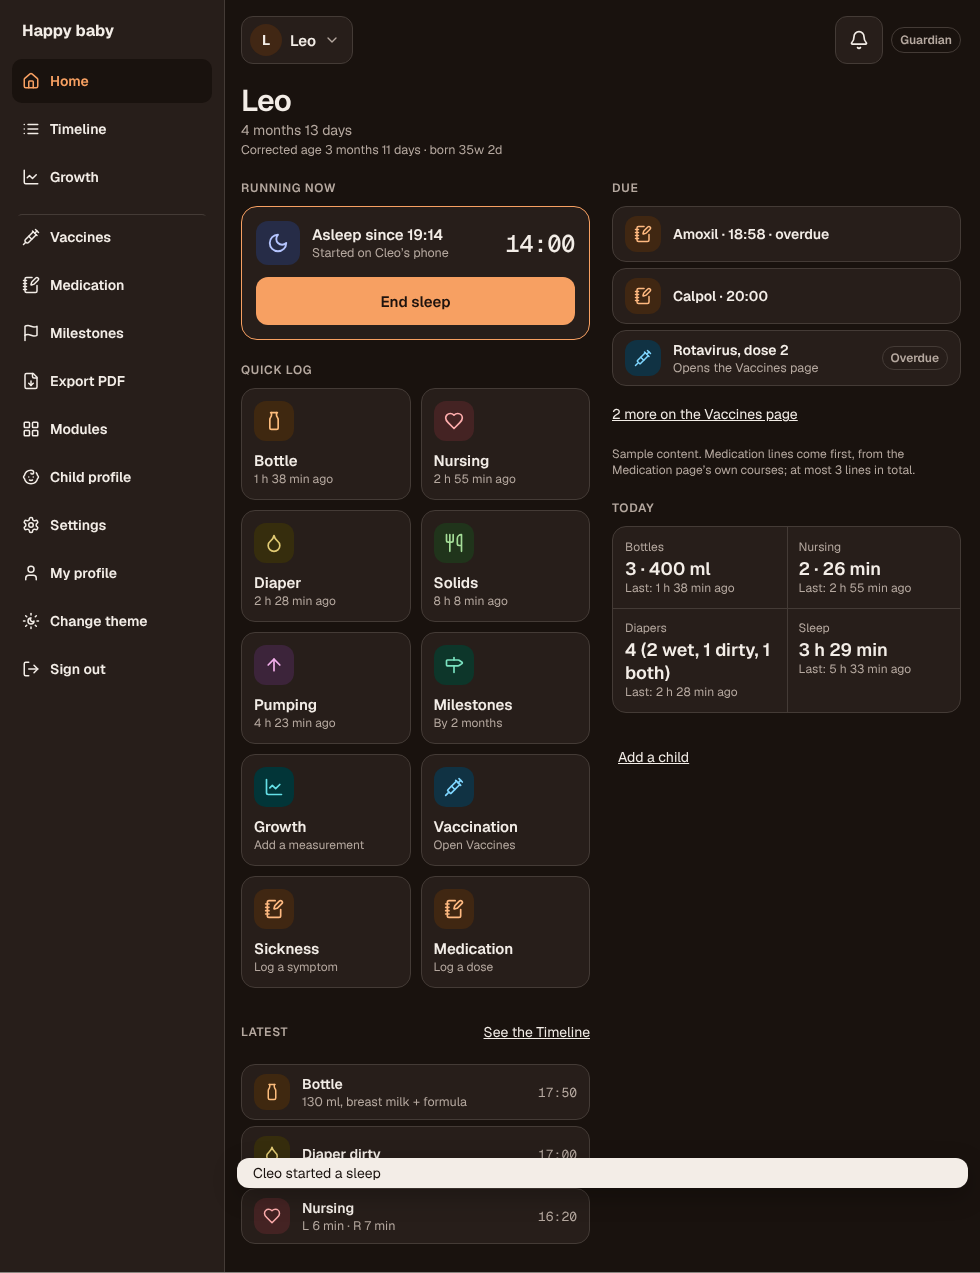 Happy baby
Home
Timeline
Growth
Vaccines
Medication
Milestones
Export PDF
Modules
Child profile
Settings
My profile
Change theme
Sign out
L Leo
Guardian
Leo
4 months 13 days
Corrected age 3 months 11 days · born 35w 2d
RUNNING NOW
Asleep since 19:14
Started on Cleo's phone
14:00
End sleep
QUICK LOG
Bottle
1 h 38 min ago
Nursing
2 h 55 min ago
Diaper
2 h 28 min ago
Solids
8 h 8 min ago
Pumping
4 h 23 min ago
Milestones
By 2 months
Growth
Add a measurement
Vaccination
Open Vaccines
Sickness
Log a symptom
Medication
Log a dose
LATEST
See the Timeline
Bottle
130 ml, breast milk + formula
17:50
Diaper dirty
17:00
Cleo started a sleep
Nursing
L 6 min · R 7 min
16:20
DUE
Amoxil · 18:58 · overdue
Calpol · 20:00
Rotavirus, dose 2
Opens the Vaccines page
Overdue
2 more on the Vaccines page
Sample content. Medication lines come first, from the
Medication page's own courses; at most 3 lines in total.
TODAY
Bottles
3 · 400 ml
Last: 1 h 38 min ago
Nursing
2 · 26 min
Last: 2 h 55 min ago
Diapers
4 (2 wet, 1 dirty, 1
both)
Last: 2 h 28 min ago
Sleep
3 h 29 min
Last: 5 h 33 min ago
Add a child